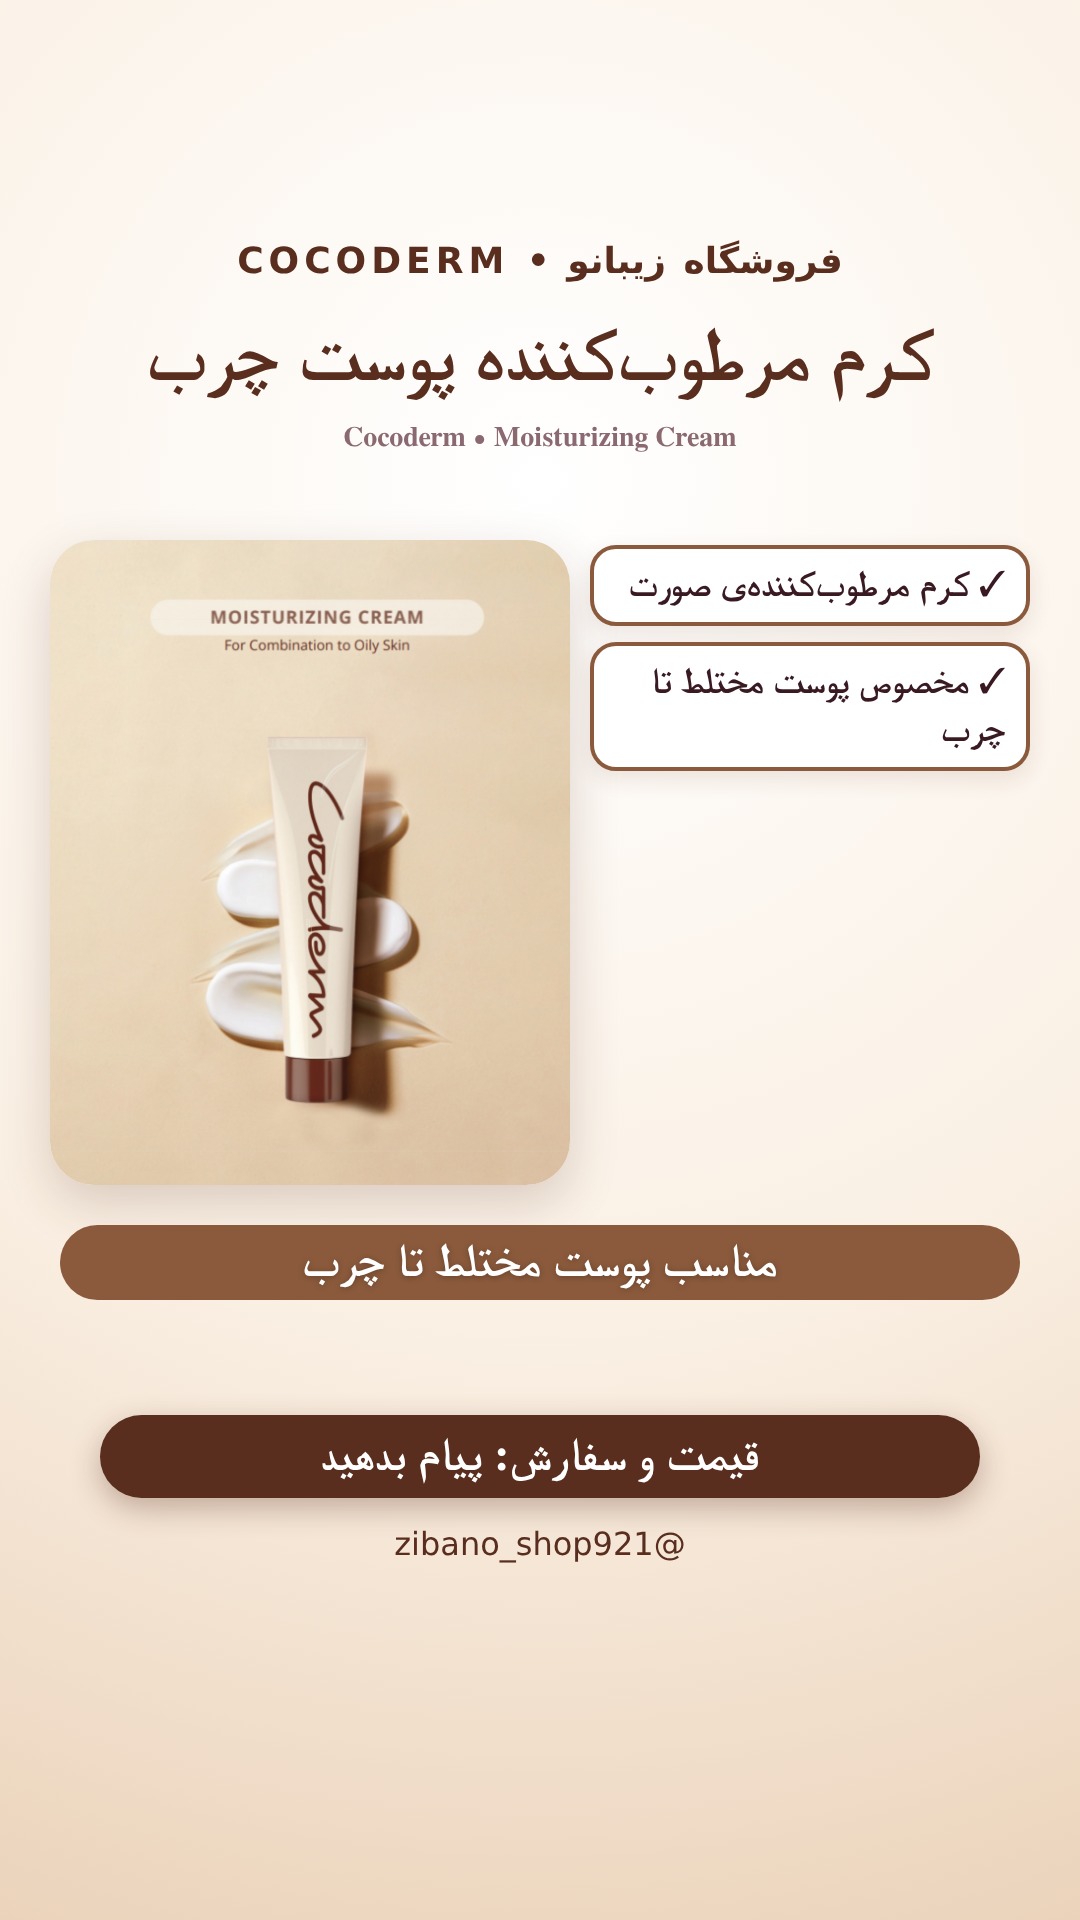 فروشگاه زیبانو • COCODERM
کرم مرطوب‌کننده پوست چرب
Cocoderm • Moisturizing Cream
MOISTURIZING CREAM
For Combination to Oily Skin
Cocoderm
✓ کرم مرطوب‌کننده‌ی صورت
✓ مخصوص پوست مختلط تا
چرب
مناسب پوست مختلط تا چرب
قیمت و سفارش: پیام بدهید
zibano_shop921@